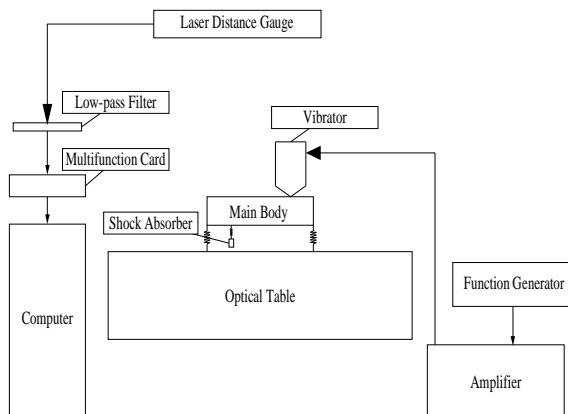 Laser Distance Gauge
Low-pass Filter
Vibrator
Multifunction Card
Main Body
Shock Absorber
Optical Table
Function Generator
Computer
Amplifier